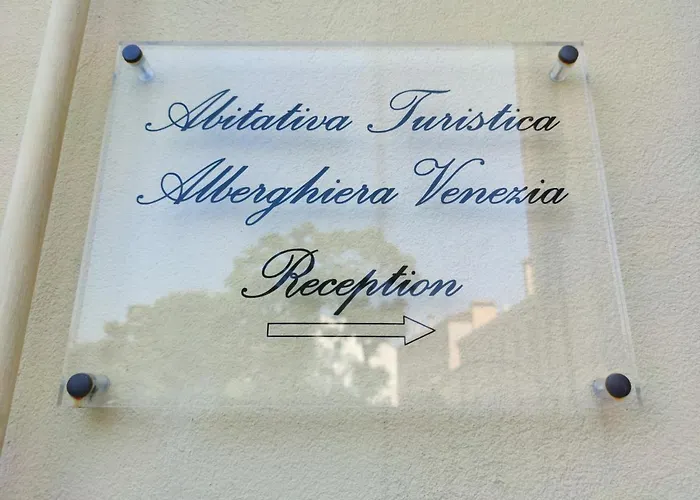 Abitativa Turistica
Alberghiera Venezia
Reception